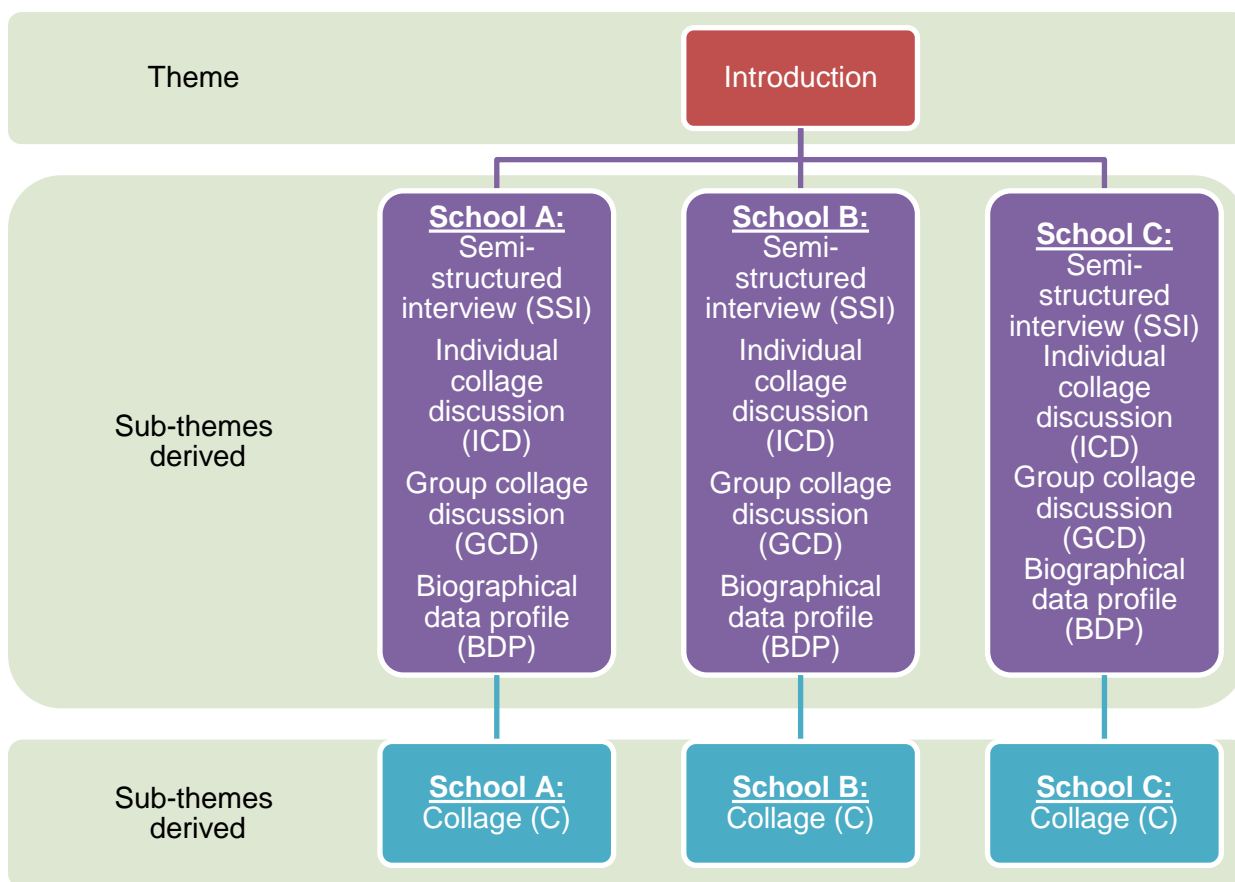 Theme
Introduction
Sub-themes
derived
School A:
Semi-
structured
interview (SSI)
Individual
collage
discussion
(ICD)
Group collage
discussion
(GCD)
Biographical
data profile
(BDP)
School B:
Semi-
structured
interview (SSI)
Individual
collage
discussion
(ICD)
Group collage
discussion
(GCD)
Biographical
data profile
(BDP)
School C:
Semi-
structured
interview (SSI)
Individual
collage
discussion
(ICD)
Group collage
discussion
(GCD)
Biographical
data profile
(BDP)
Sub-themes
derived
School A:
Collage (C)
School B:
Collage (C)
School C:
Collage (C)